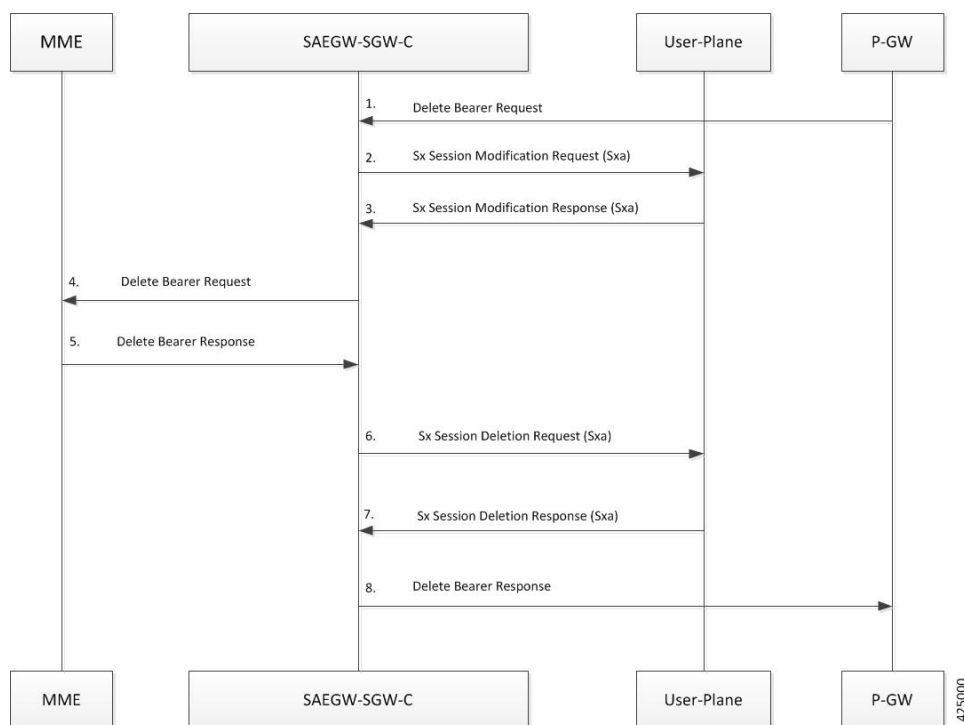 MME
SAEGW-SGW-C
User-Plane
P-GW
1. Delete Bearer Request
2. Sx Session Modification Request (Sxa)
3. Sx Session Modification Response (Sxa)
4. Delete Bearer Request
5. Delete Bearer Response
6. Sx Session Deletion Request (Sxa)
7. Sx Session Deletion Response (Sxa)
8. Delete Bearer Response
MME
SAEGW-SGW-C
User-Plane
P-GW
425000